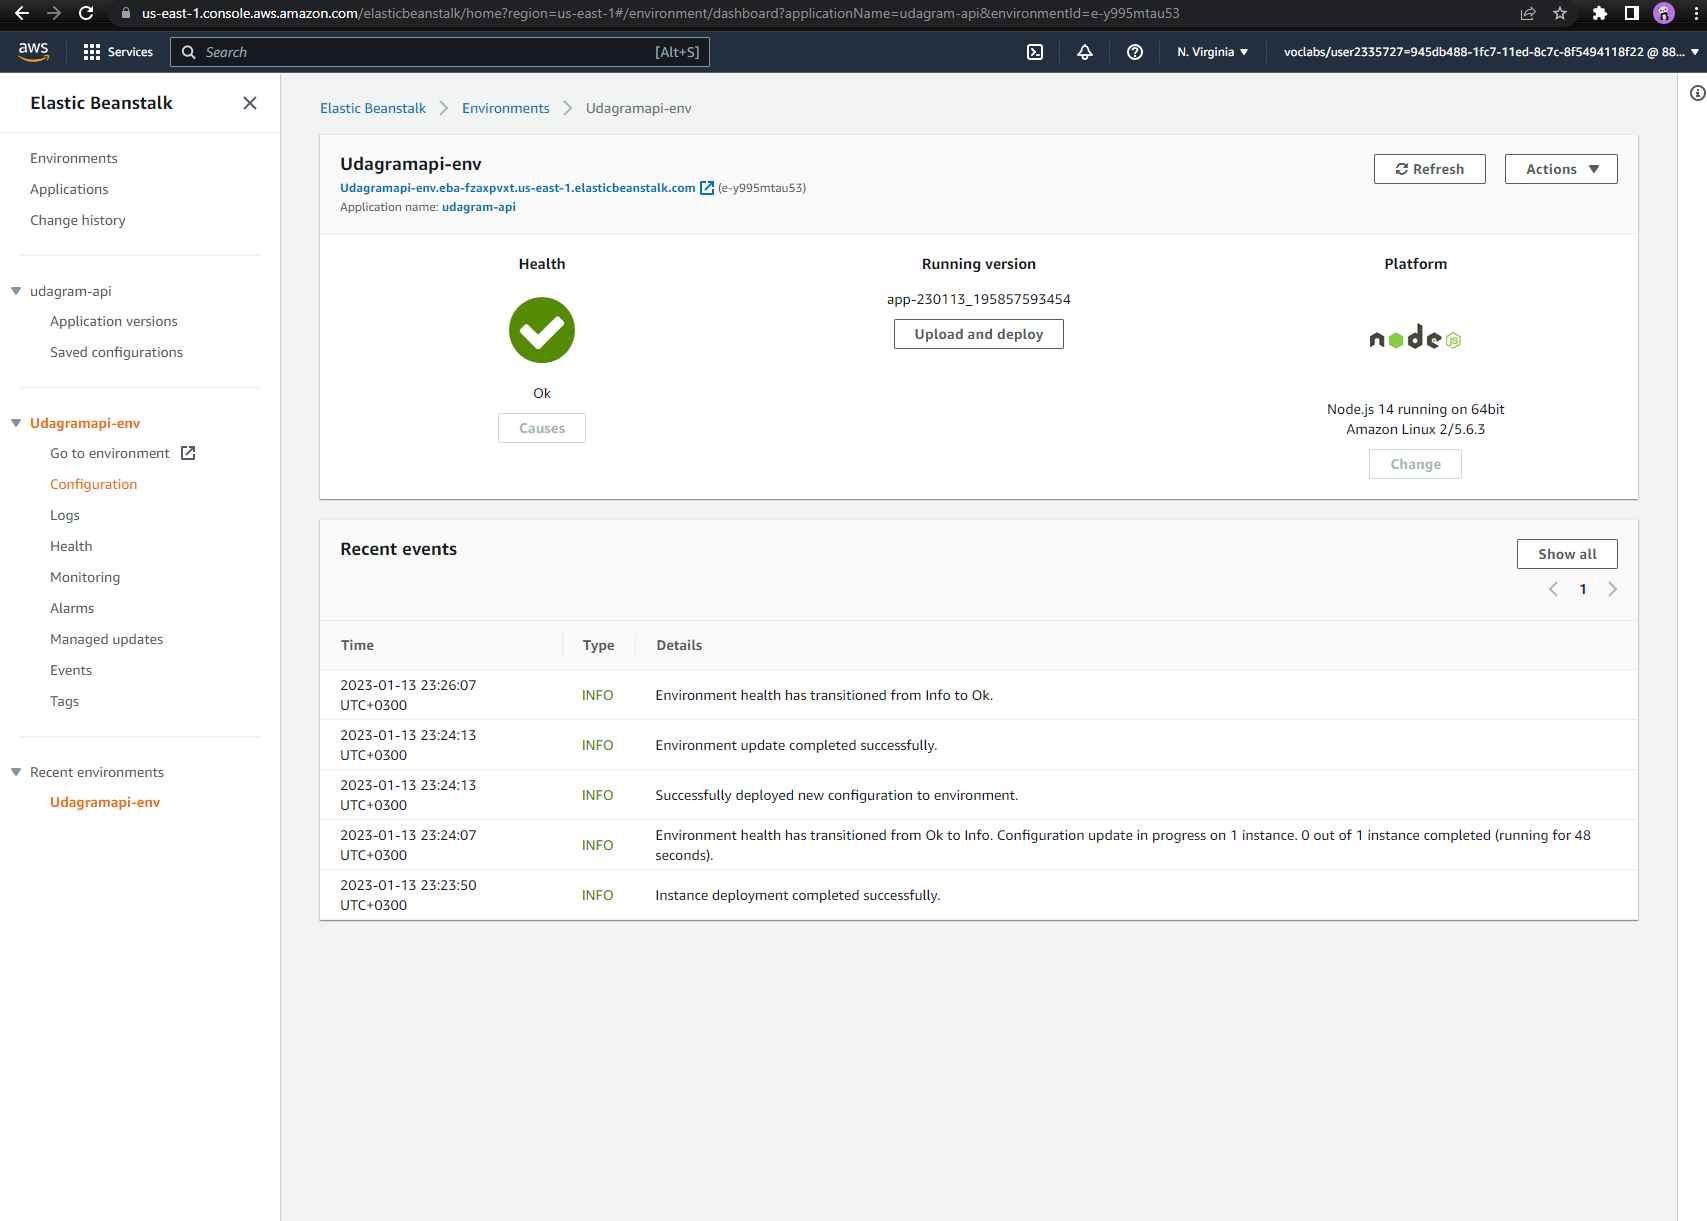 us-east-1.console.aws.amazon.com/elasticbeanstalk/home?region=us-east-1#/environment/dashboard?applicationName=udagram-api&environmentId=e-y995mtau53
aws
Services
Search
[Alt+S]
N. Virginia
voclabs/user2335727=945db488-1fc7-11ed-8c7c-8f5494118f22 @ 88...
Elastic Beanstalk
Environments
Applications
Change history
udagram-api
Application versions
Saved configurations
Udagramapi-env
Go to environment
Configuration
Logs
Health
Monitoring
Alarms
Managed updates
Events
Tags
Recent environments
Udagramapi-env
Elastic Beanstalk
Environments
Udagramapi-env
Udagramapi-env
Udagramapi-env.eba-fzaxpvxt.us-east-1.elasticbeanstalk.com (e-y995mtau53)
Application name: udagram-api
Refresh
Actions
Health
Ok
Causes
Running version
app-230113_195857593454
Upload and deploy
Platform
node JS
Node.js 14 running on 64bit
Amazon Linux 2/5.6.3
Change
Recent events
Show all
1
Time
Type
Details
2023-01-13 23:26:07
UTC+0300
INFO
Environment health has transitioned from Info to Ok.
2023-01-13 23:24:13
UTC+0300
INFO
Environment update completed successfully.
2023-01-13 23:24:13
UTC+0300
INFO
Successfully deployed new configuration to environment.
2023-01-13 23:24:07
UTC+0300
INFO
Environment health has transitioned from Ok to Info. Configuration update in progress on 1 instance. 0 out of 1 instance completed (running for 48
seconds).
2023-01-13 23:23:50
UTC+0300
INFO
Instance deployment completed successfully.